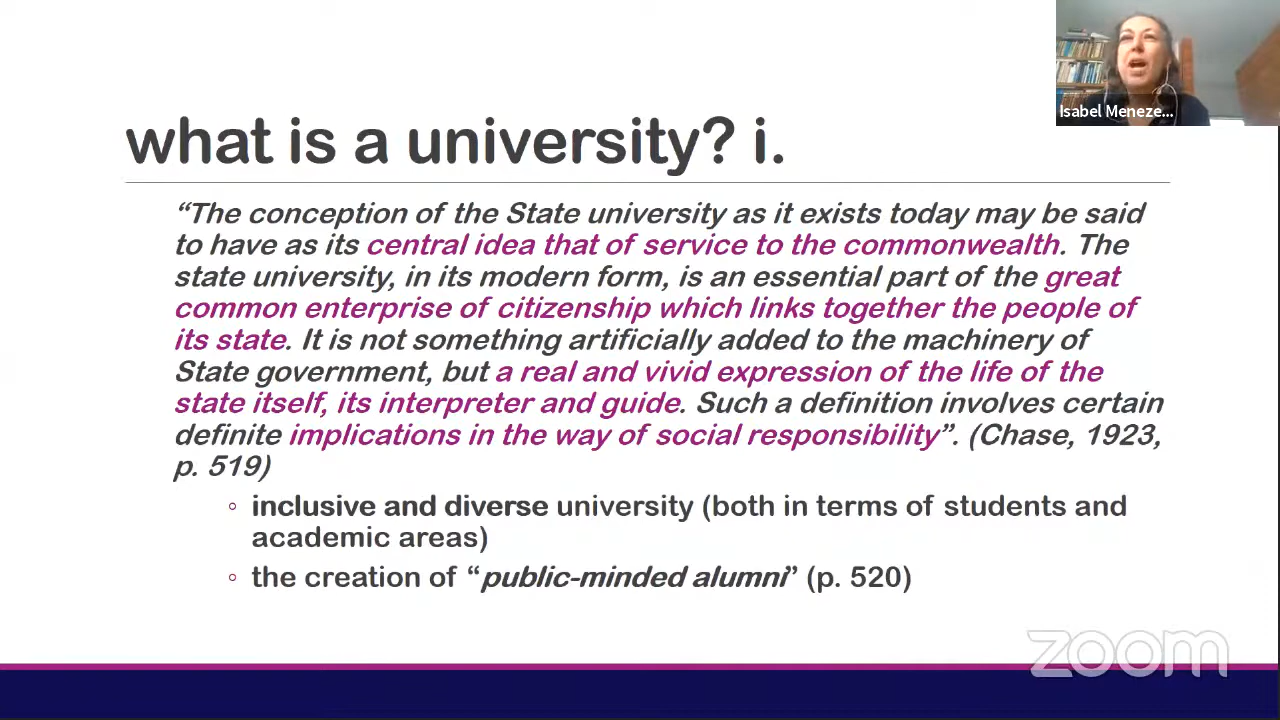 Isabel Meneze...
what is a university? i.
“The conception of the State university as it exists today may be said
to have as its central idea that of service to the commonwealth. The
state university, in its modern form, is an essential part of the great
common enterprise of citizenship which links together the people of
its state. It is not something artificially added to the machinery of
State government, but a real and vivid expression of the life of the
state itself, its interpreter and guide. Such a definition involves certain
definite implications in the way of social responsibility”. (Chase, 1923,
p. 519)
◦ inclusive and diverse university (both in terms of students and
academic areas)
◦ the creation of “public-minded alumni” (p. 520)
zoom